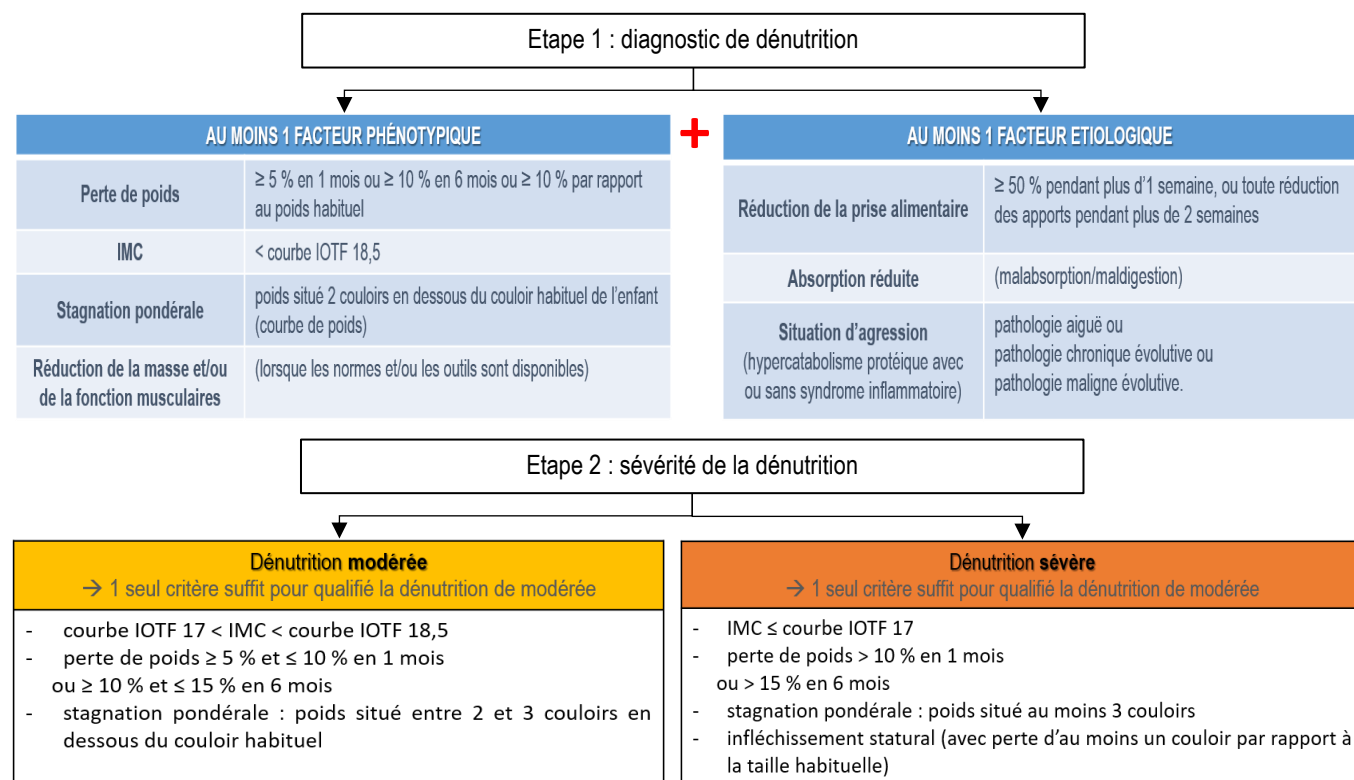 Etape 1 : diagnostic de dénutrition
AU MOINS 1 FACTEUR PHÉNOTYPIQUE
Perte de poids
≥ 5 % en 1 mois ou ≥ 10 % en 6 mois ou ≥ 10 % par rapport
au poids habituel
IMC
< courbe IOTF 18,5
Stagnation pondérale
poids situé 2 couloirs en dessous du couloir habituel de l'enfant
(courbe de poids)
Réduction de la masse et/ou
de la fonction musculaires
(lorsque les normes et/ou les outils sont disponibles)
+
AU MOINS 1 FACTEUR ETIOLOGIQUE
Réduction de la prise alimentaire
≥ 50 % pendant plus d'1 semaine, ou toute réduction
des apports pendant plus de 2 semaines
Absorption réduite
(malabsorption/maldigestion)
Situation d'agression
(hypercatabolisme protéique avec
ou sans syndrome inflammatoire)
pathologie aiguë ou
pathologie chronique évolutive ou
pathologie maligne évolutive.
Etape 2 : sévérité de la dénutrition
Dénutrition modérée
→ 1 seul critère suffit pour qualifié la dénutrition de modérée
- courbe IOTF 17 < IMC < courbe IOTF 18,5
- perte de poids ≥ 5 % et ≤ 10 % en 1 mois
ou ≥ 10 % et ≤ 15 % en 6 mois
- stagnation pondérale : poids situé entre 2 et 3 couloirs en
dessous du couloir habituel
Dénutrition sévère
→ 1 seul critère suffit pour qualifié la dénutrition de modérée
- IMC ≤ courbe IOTF 17
- perte de poids > 10 % en 1 mois
ou > 15 % en 6 mois
- stagnation pondérale : poids situé au moins 3 couloirs
- infléchissement statural (avec perte d'au moins un couloir par rapport à
la taille habituelle)